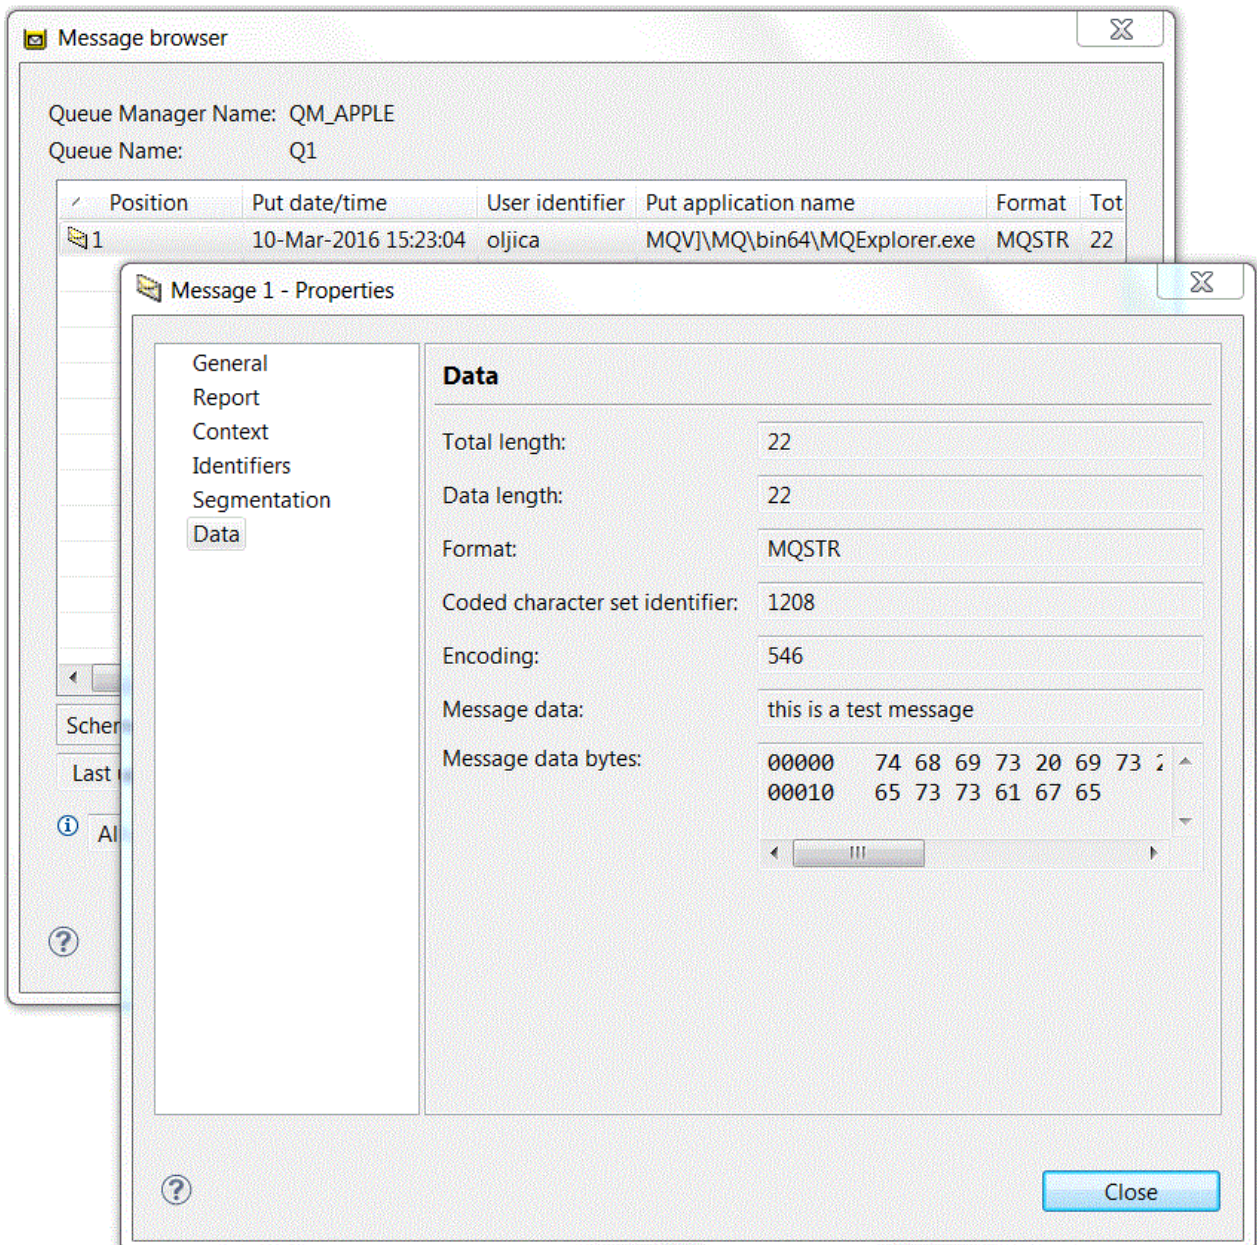 Message browser
Queue Manager Name: QM_APPLE
Queue Name: Q1
Position Put date/time User identifier Put application name Format Tot
1 10-Mar-2016 15:23:04 oljica MQV]\MQ\bin64\MQExplorer.exe MQSTR 22
Message 1 - Properties
General
Report
Context
Identifiers
Segmentation
Data
Data
Total length: 22
Data length: 22
Format: MQSTR
Coded character set identifier: 1208
Encoding: 546
Message data: this is a test message
Message data bytes: 00000 74 68 69 73 20 69 73
00010 65 73 73 61 67 65
Scher
Last
Al
Close